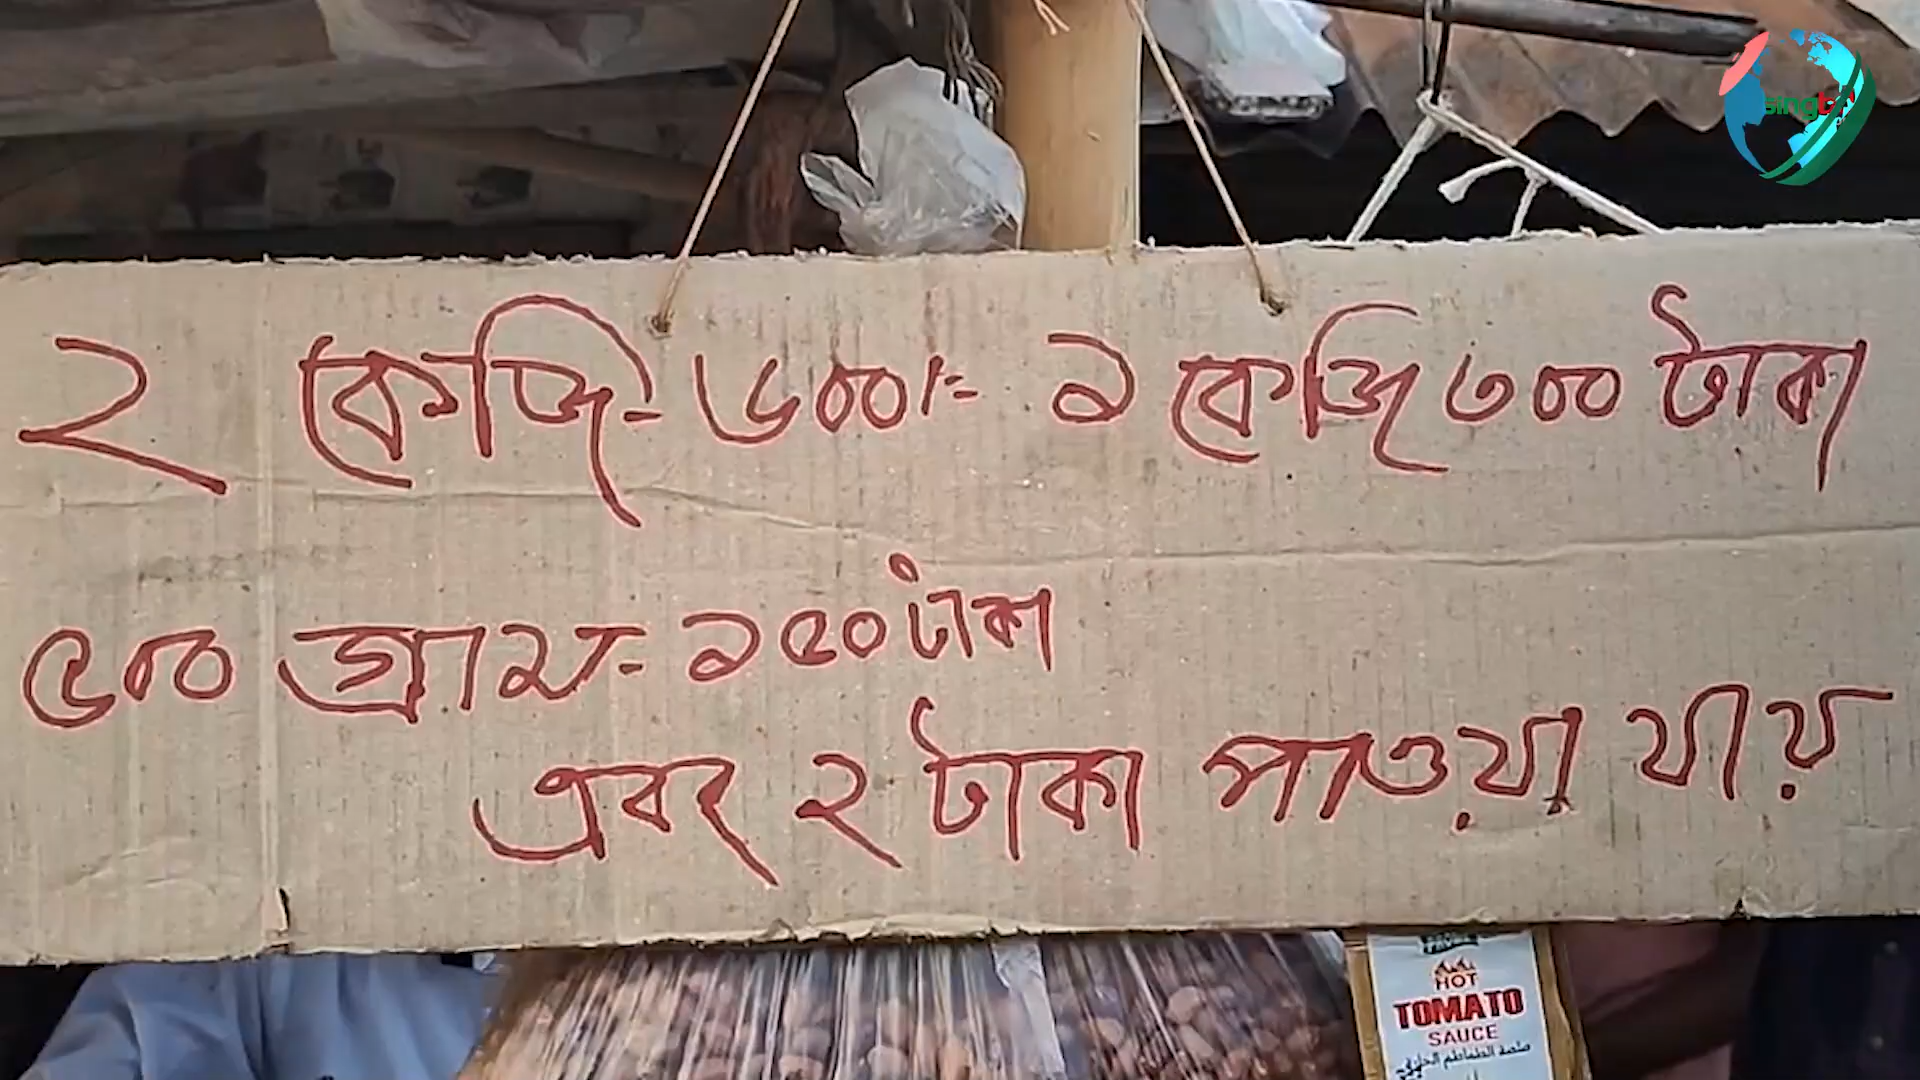 ২ কেজি-৬০০/= ১ কেজি ৩০০ টাকা
৫০০ গ্রাম- ১৫০ টাকা
এবং ২ টাকা পাওয়া যায়
HOT
TOMATO
SAUCE